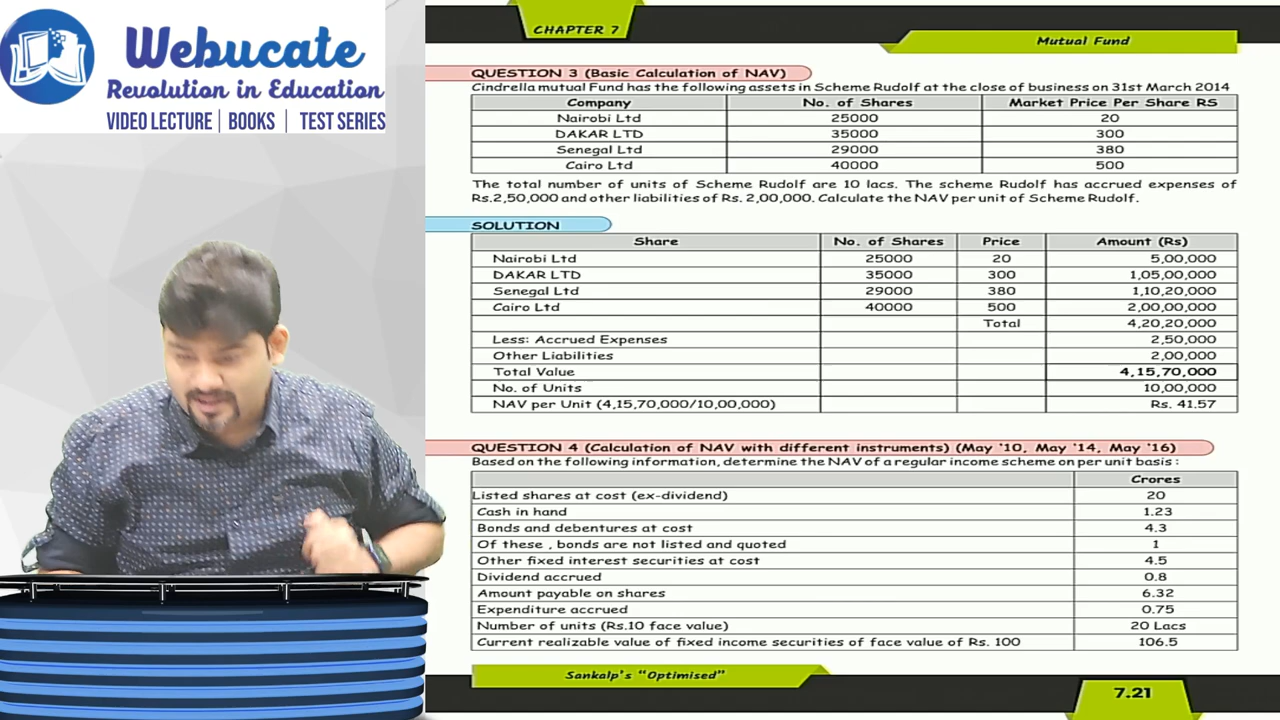 Webucate
Revolution in Education
VIDEO LECTURE | BOOKS | TEST SERIES
CHAPTER 7
Mutual Fund
QUESTION 3 (Basic Calculation of NAV)
Cindrella mutual Fund has the following assets in Scheme Rudolf at the close of business on 31st March 2014
Company No. of Shares Market Price Per Share RS
Nairobi Ltd 25000 20
DAKAR LTD 35000 300
Senegal Ltd 29000 380
Cairo Ltd 40000 500
The total number of units of Scheme Rudolf are 10 lacs. The scheme Rudolf has accrued expenses of
Rs.2,50,000 and other liabilities of Rs. 2,00,000. Calculate the NAV per unit of Scheme Rudolf.
SOLUTION
Share No. of Shares Price Amount (Rs)
Nairobi Ltd 25000 20 5,00,000
DAKAR LTD 35000 300 1,05,00,000
Senegal Ltd 29000 380 1,10,20,000
Cairo Ltd 40000 500 2,00,00,000
Total 4,20,20,000
Less: Accrued Expenses 2,50,000
Other Liabilities 2,00,000
Total Value 4,15,70,000
No. of Units 10,00,000
NAV per Unit (4,15,70,000/10,00,000) Rs. 41.57
QUESTION 4 (Calculation of NAV with different instruments) (May '10, May '14, May '16)
Based on the following information, determine the NAV of a regular income scheme on per unit basis :
Crores
Listed shares at cost (ex-dividend) 20
Cash in hand 1.23
Bonds and debentures at cost 4.3
Of these , bonds are not listed and quoted 1
Other fixed interest securities at cost 4.5
Dividend accrued 0.8
Amount payable on shares 6.32
Expenditure accrued 0.75
Number of units (Rs.10 face value) 20 Lacs
Current realizable value of fixed income securities of face value of Rs. 100 106.5
Sankalp's "Optimised"
7.21